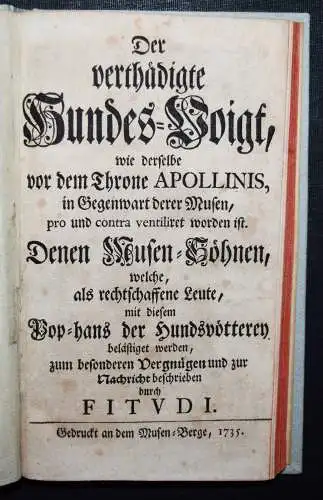 Der
verthädigte
Hundes-Voigt,
wie derselbe
vor dem Throne APOLLINIS,
in Gegenwart derer Musen,
pro und contra ventiliret worden ist.
Denen Musen-Söhnen,
welche,
als rechtschaffene Leute,
mit diesem
Pop-hans der Hundsvötterey
belästiget werden,
zum besonderen Vergnügen und zur
Nachricht beschrieben
durch
FITVDI.
Gedruckt an dem Musen-Berge, 1735.